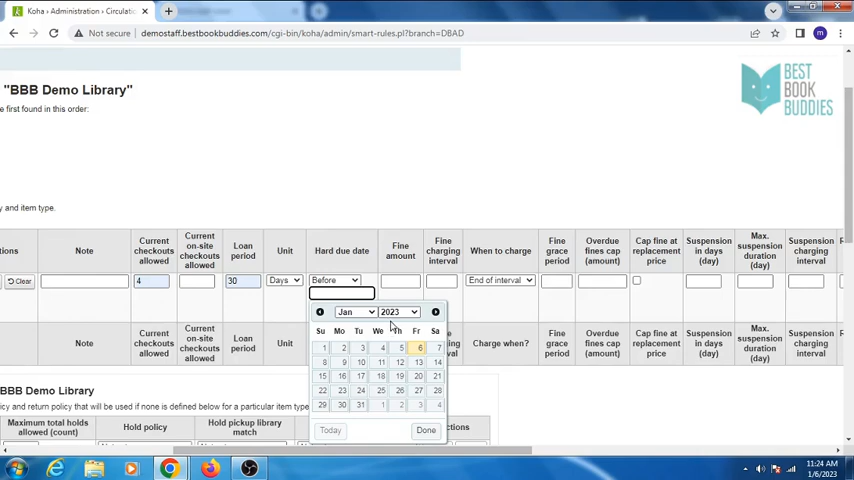 Koha › Administration › Circulatio
Not secure
demostaff.bestbookbuddies.com/cgi-bin/koha/admin/smart-rules.pl?branch=DBAD
m
"BBB Demo Library"
e first found in this order:
BEST
BOOK
BUDDIES
y and item type.
ions
Note
Current checkouts allowed
Current on-site checkouts allowed
Loan period
Unit
Hard due date
Fine amount
Fine charging interval
When to charge
Fine grace period
Overdue fines cap (amount)
Cap fine at replacement price
Suspension in days (day)
Max. suspension duration (day)
Suspension charging interval
Clear
4
30
Days
Before
End of interval
Jan
2023
Su Mo Tu We Th Fr Sa
1 2 3 4 5 6 7
8 9 10 11 12 13 14
15 16 17 18 19 20 21
22 23 24 25 26 27 28
29 30 31 1 2 3 4
Today
Done
ions
Note
Current checkouts allowed
Current on-site checkouts allowed
Loan period
Unit
Fine charging interval
When to charge
Fine grace period
Overdue fines cap (amount)
Cap fine at replacement price
Suspension in days (day)
Max. suspension duration (day)
Suspension charging interval
o Library
icy and return policy that will be used if none is defined below for a particular item type
Maximum total holds allowed (count)
Hold policy
Hold pickup library match
ctions
11:24 AM
1/6/2023